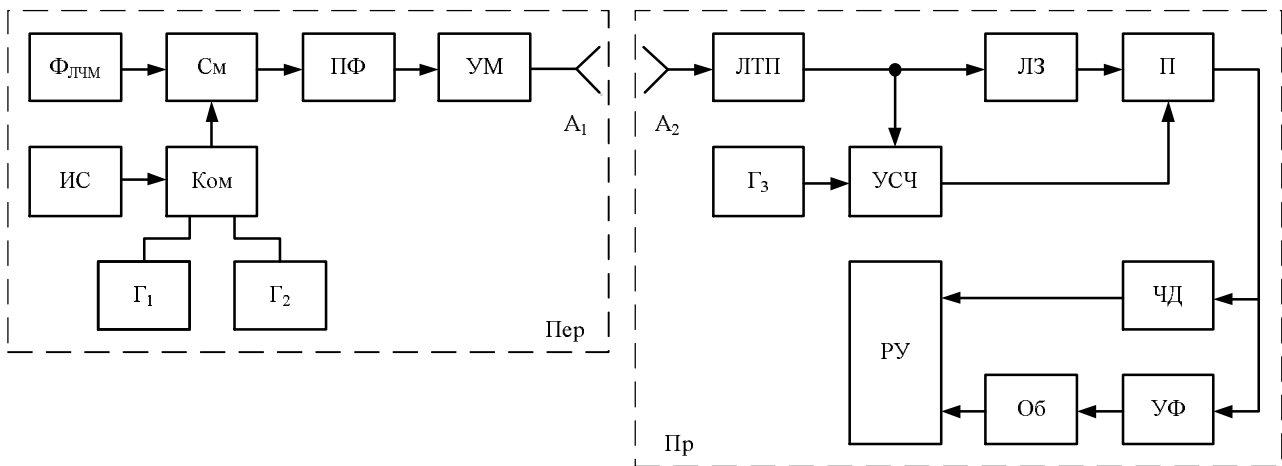 ФЛЧМ
См
ПФ
УМ
А1
ИС
Ком
Г1
Г2
Пер
А2
ЛТП
ЛЗ
П
Г3
УСЧ
РУ
ЧД
Об
УФ
Пр